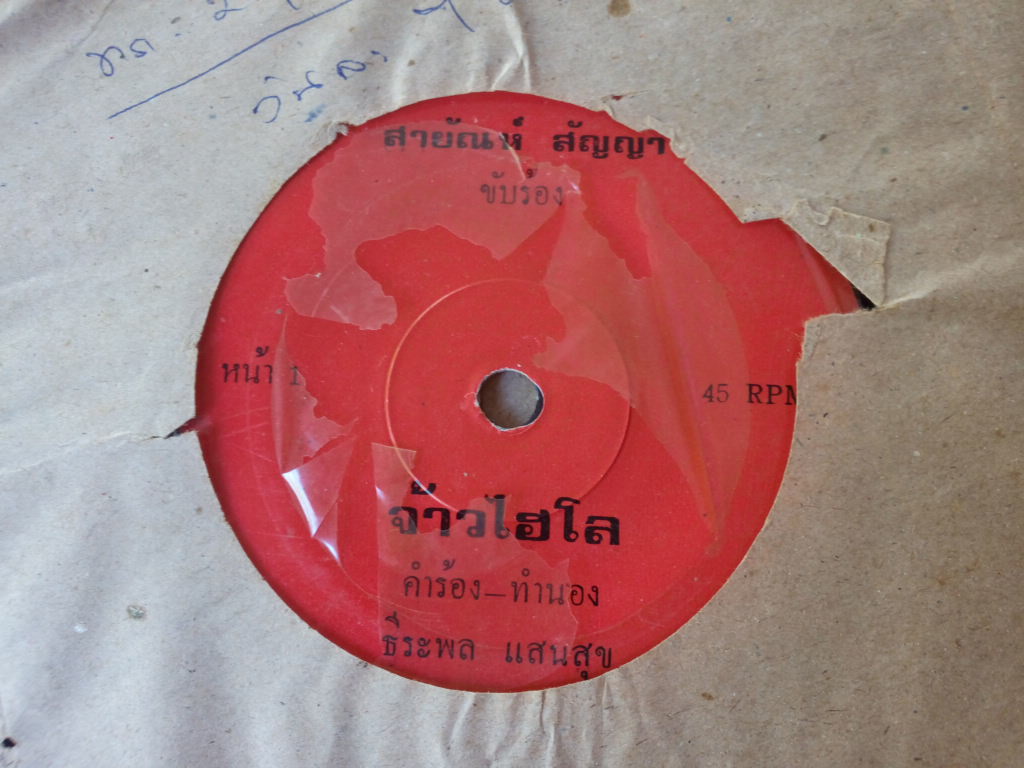 สายัณห์ สัญญา
ขับร้อง
หน้า 1
45 RPM
จ้าวไฮโล
คำร้อง–ทำนอง
ธีระพล แสนสุข